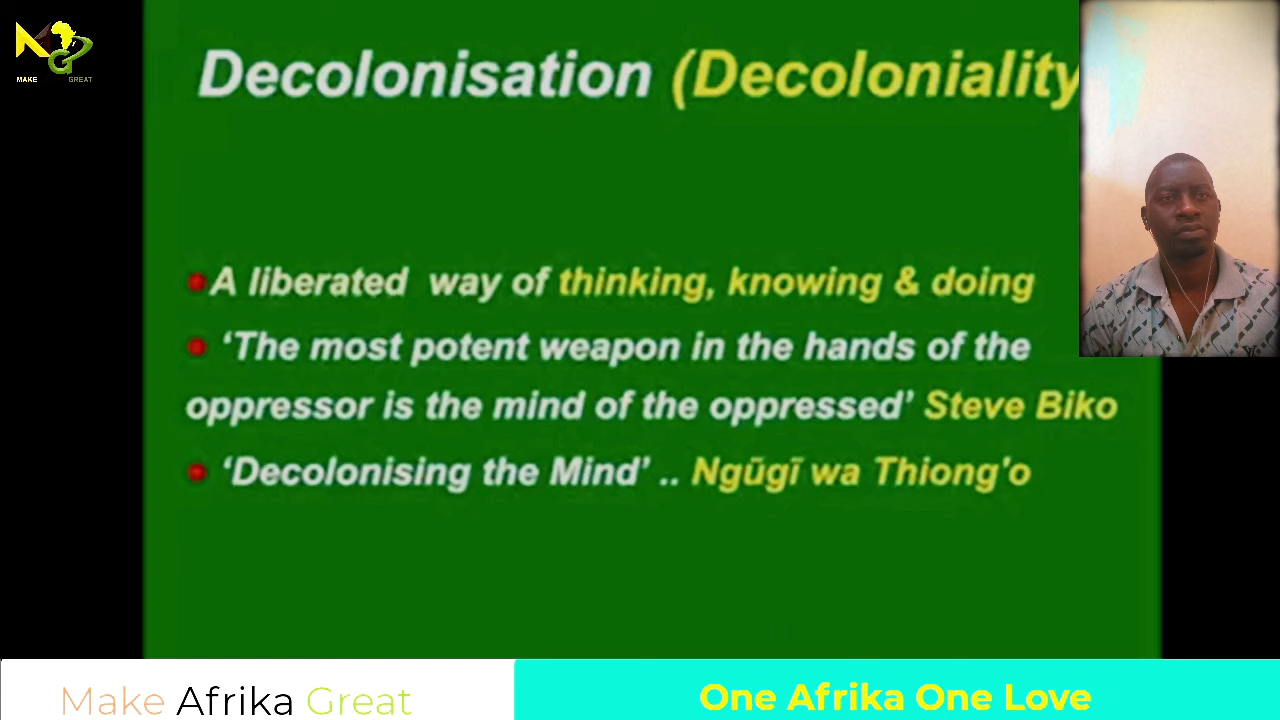 MAKE GREAT
Decolonisation (Decoloniality
A liberated way of thinking, knowing & doing
‘The most potent weapon in the hands of the
oppressor is the mind of the oppressed’ Steve Biko
‘Decolonising the Mind’ .. Ngūgī wa Thiong'o
Make Afrika Great
One Afrika One Love